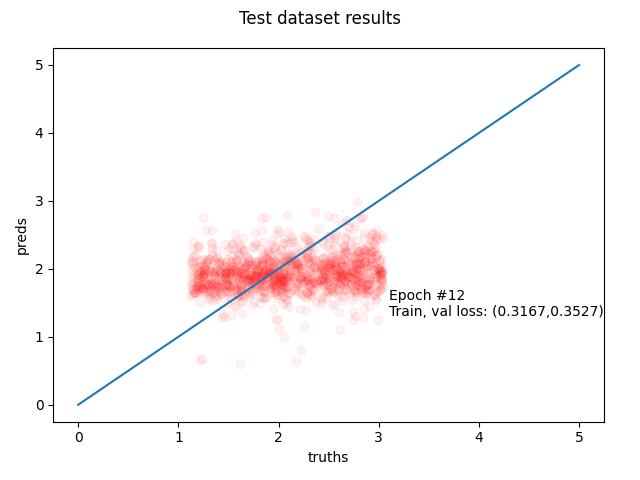 Test dataset results
5
4
3
2
1
0
preds
Epoch #12
Train, val loss: (0.3167,0.3527)
0 1 2 3 4 5
truths